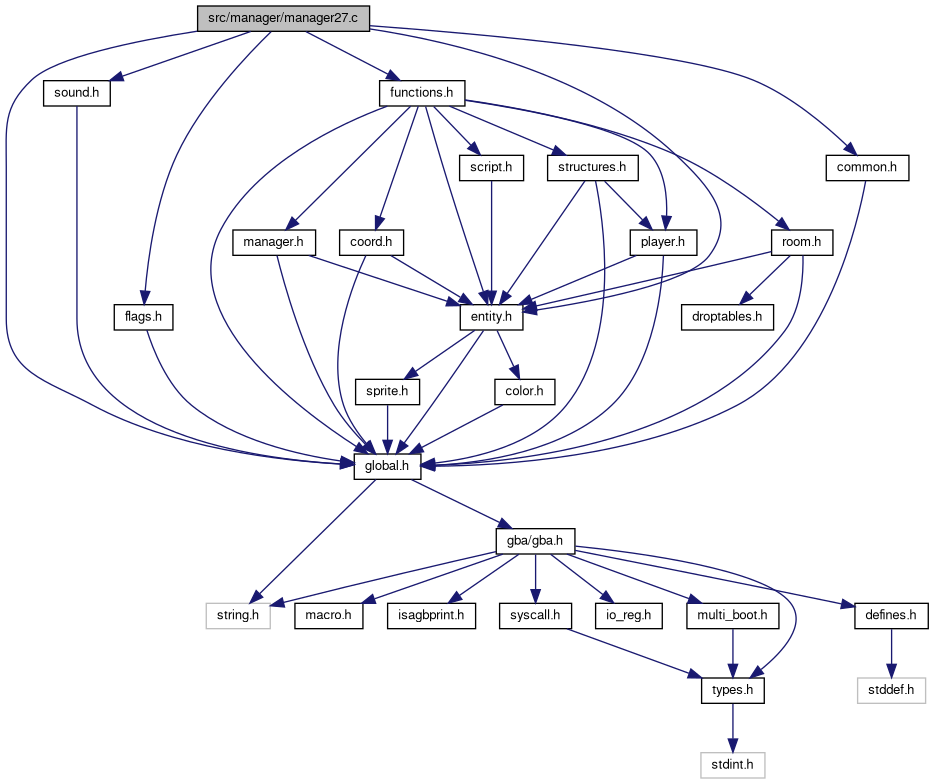 src/manager/manager27.c
sound.h
functions.h
script.h
structures.h
common.h
manager.h
coord.h
player.h
room.h
flags.h
entity.h
droptables.h
sprite.h
color.h
global.h
gba/gba.h
string.h
macro.h
isagbprint.h
syscall.h
io_reg.h
multi_boot.h
defines.h
types.h
stddef.h
stdint.h